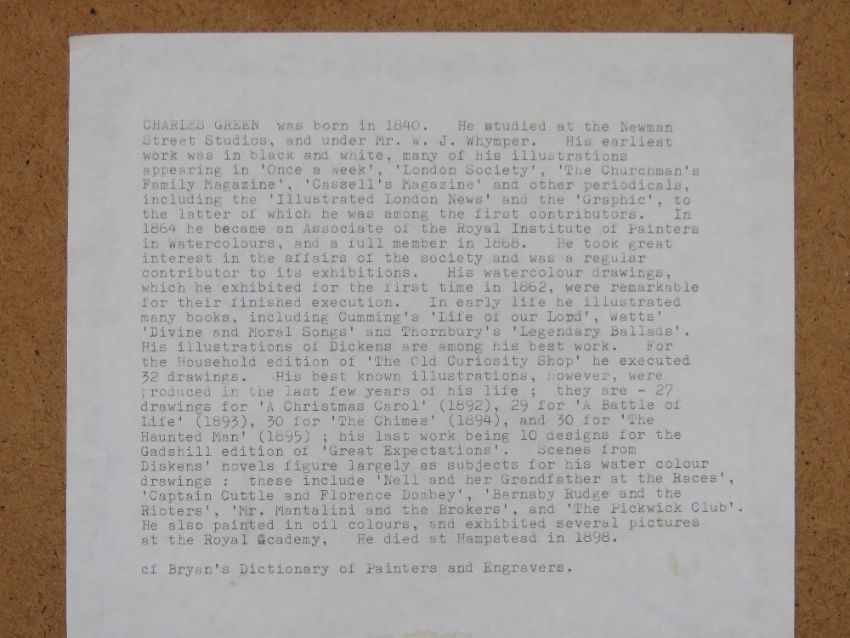 CHARLES GREEN was born in 1840. He studied at the Newman
Street Studios, and under Mr. W. J. Whymper. His earliest
work was in black and white, many of his illustrations
appearing in 'Once a Week', 'London Society', 'The Churchman's
Family Magazine', 'Cassell's Magazine' and other periodicals,
including the 'Illustrated London News' and the 'Graphic', to
the latter of which he was among the first contributors. In
1864 he became an Associate of the Royal Institute of Painters
in Watercolours, and a full member in 1868. He took great
interest in the affairs of the society and was a regular
contributor to its exhibitions. His watercolour drawings,
which he exhibited for the first time in 1862, were remarkable
for their finished execution. In early life he illustrated
many books, including Cumming's 'Life of our Lord', Watts'
'Divine and Moral Songs' and Thornbury's 'Legendary Ballads'.
His illustrations of Dickens are among his best work. For
the Household edition of 'The Old Curiosity Shop' he executed
32 drawings. His best known illustrations, however, were
produced in the last few years of his life ; they are - 27
drawings for 'A Christmas Carol' (1892), 29 for 'A Battle of
Life' (1893), 30 for 'The Chimes' (1894), and 30 for 'The
Haunted Man' (1895) ; his last work being 10 designs for the
Gadshill edition of 'Great Expectations'. Scenes from
Diskens' novels figure largely as subjects for his water colour
drawings : these include 'Nell and her Grandfather at the Races',
'Captain Cuttle and Florence Dombey', 'Barnaby Rudge and the
Rioters', 'Mr. Mantalini and the Brokers', and 'The Pickwick Club'.
He also painted in oil colours, and exhibited several pictures
at the Royal Academy, He died at Hampstead in 1898.
cf Bryan's Dictionary of Painters and Engravers.